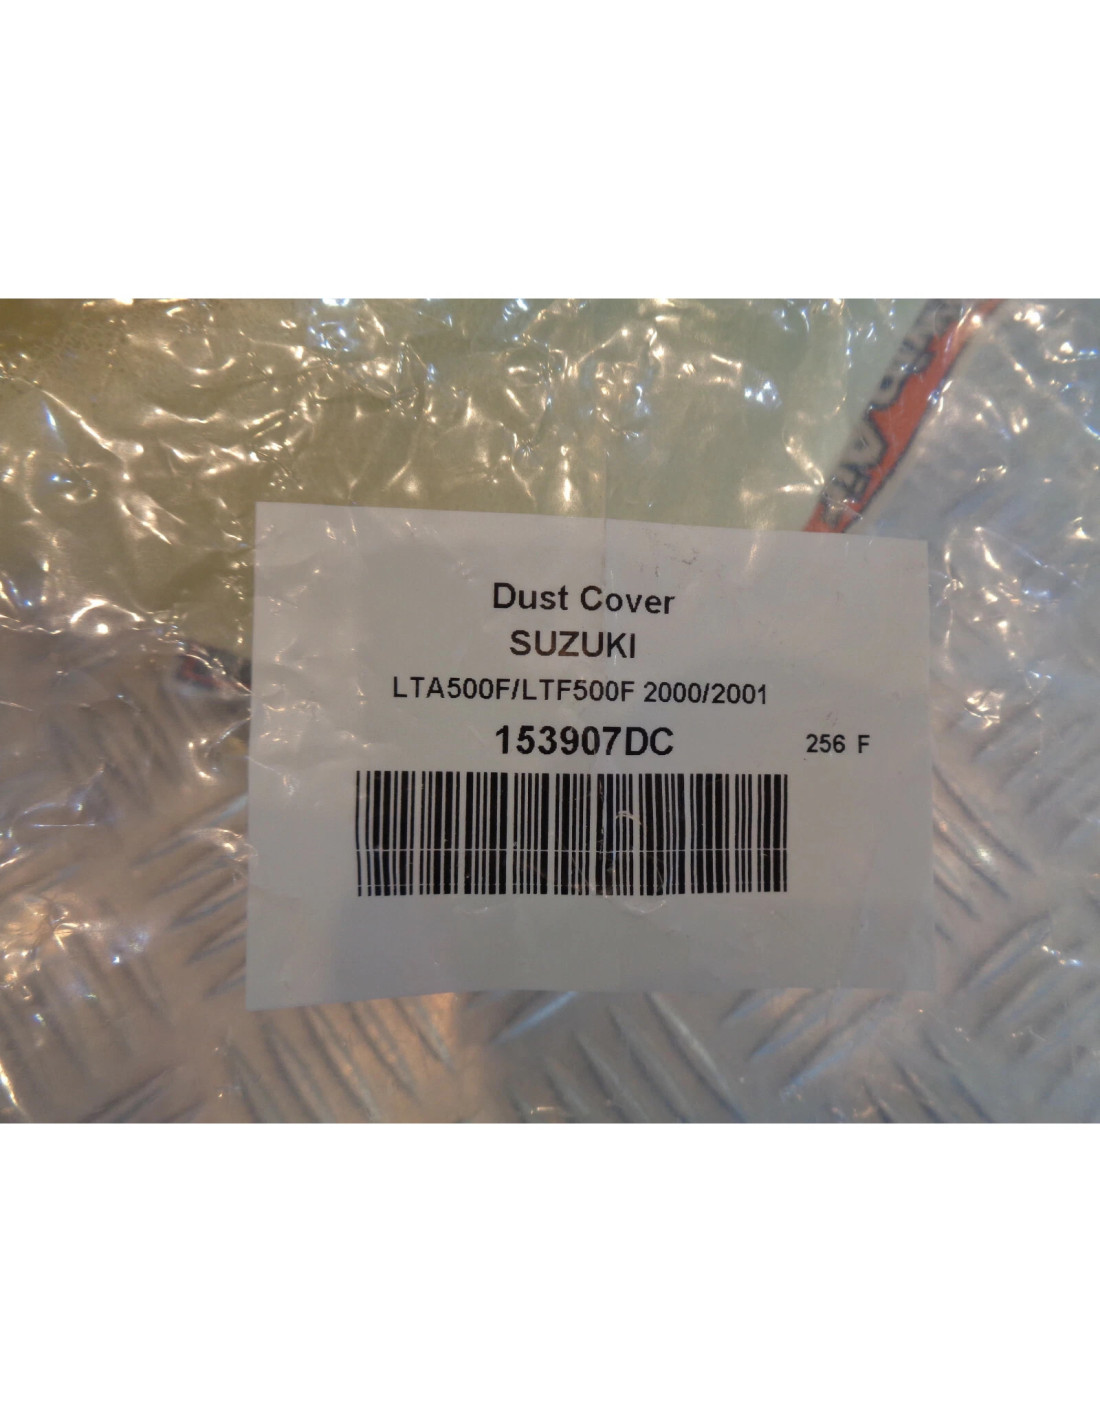 Dust Cover
SUZUKI
LTA500F/LTF500F 2000/2001
153907DC
256 F